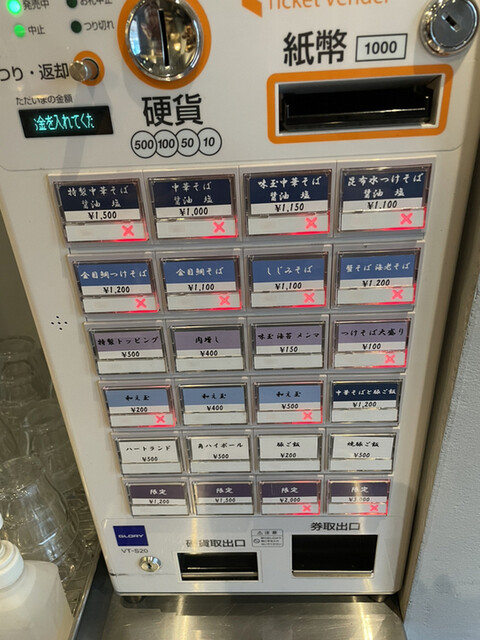 発売中
お札中止
中止
つり切れ
Ticket Vender
つり・返却
硬貨
500 100 50 10
紙幣 1000
ただいまの金額
金を入れてくた
特製中華そば
醤油 塩
¥1,500
中華そば
醤油 塩
¥1,000
味玉中華そば
醤油 塩
¥1,150
昆布水つけそば
醤油 塩
¥1,100
金目鯛つけそば
¥1,200
金目鯛そば
¥1,100
しじみそば
¥1,100
蟹そば 海老そば
¥1,200
特製トッピング
¥500
肉増し
¥400
味玉 海苔 メンマ
¥150
つけそば大盛り
¥100
和え玉
¥200
和え玉
¥400
和え玉
¥500
中華そばと豚ご飯
¥1,200
ハートランド
¥500
角ハイボール
¥500
豚ご飯
¥200
焼豚ご飯
限定
¥1,200
限定
¥1,500
限定
¥2,000
限定
GLORY
VT-S20
硬貨取出口
券取出口